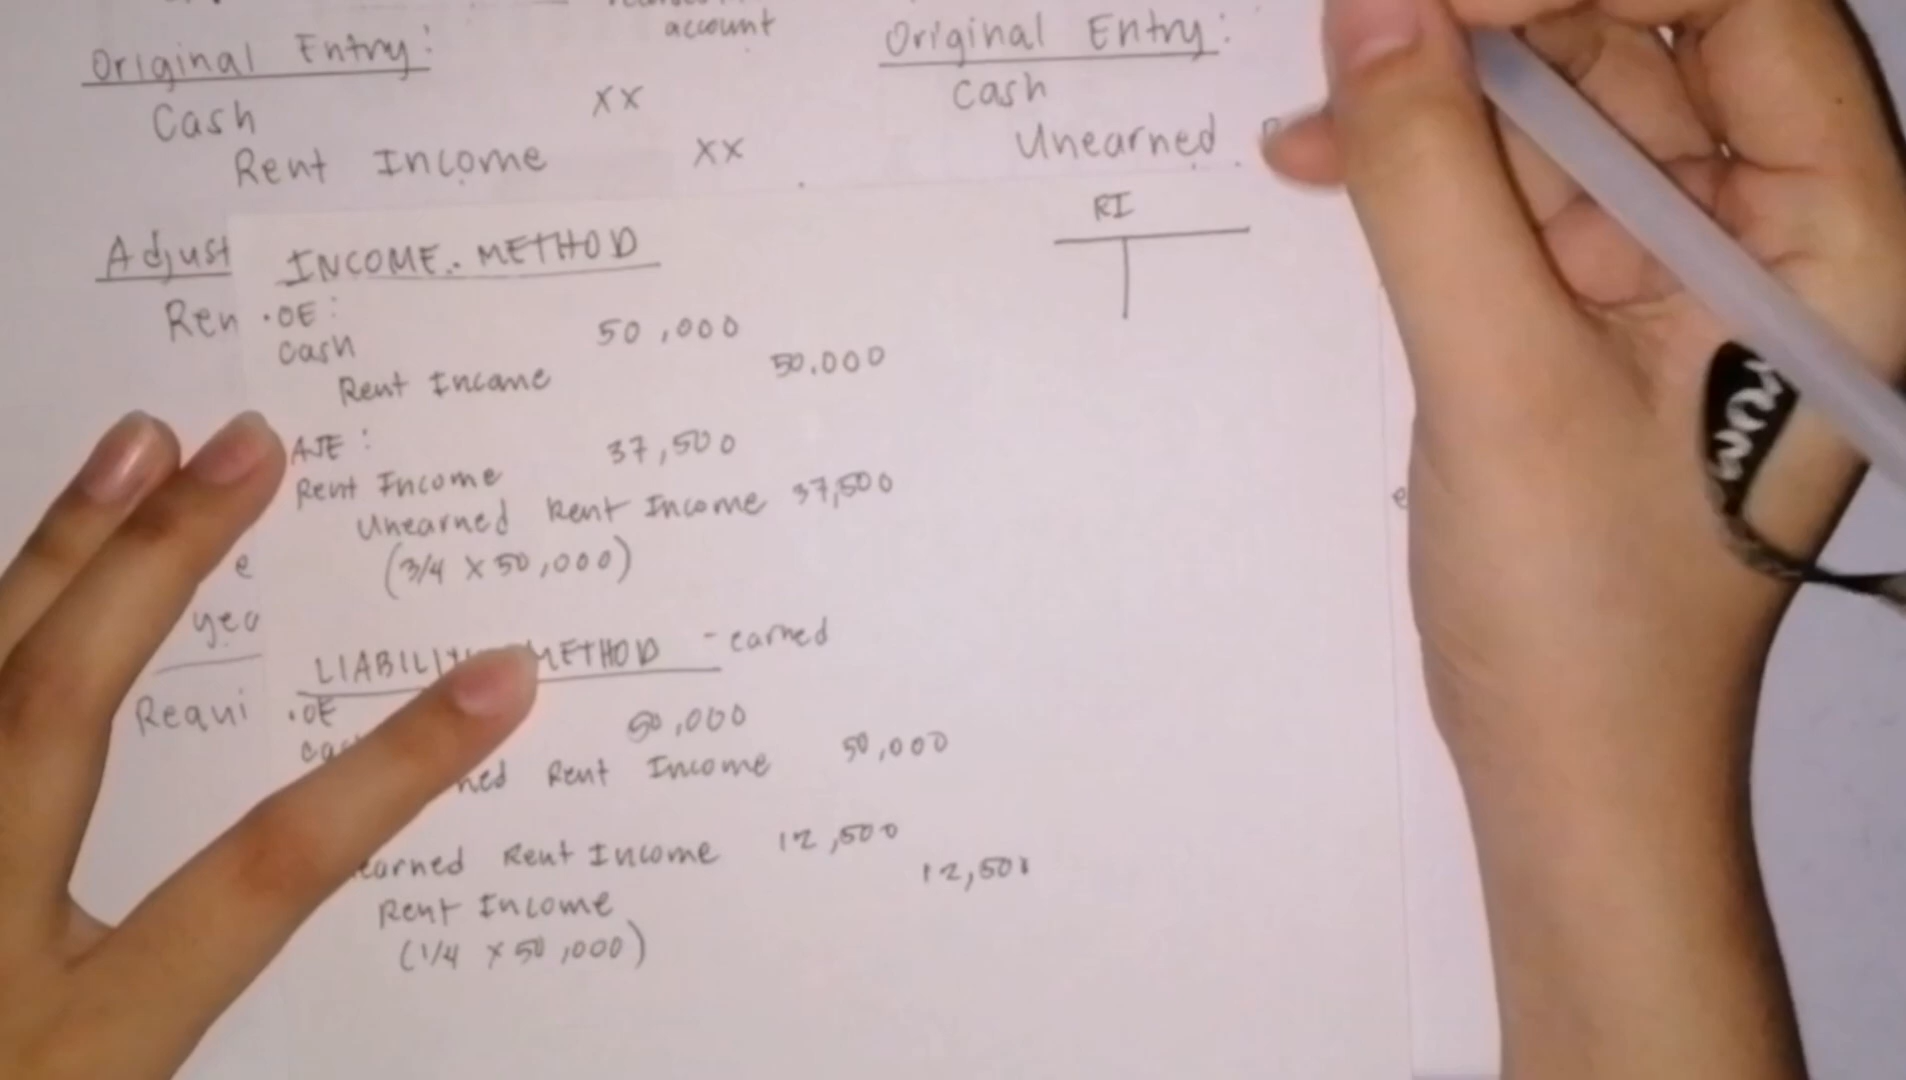 account
Original Entry:
Cash xx
Rent Income xx
Original Entry:
Cash
Unearned
Adjust
Ren
e
yea
Requi
INCOME METHOD
• OE:
Cash 50,000
Rent Income 50,000
AJE:
Rent Income 37,500
Unearned Rent Income 37,500
(3/4 x 50,000)
LIABILITY METHOD - earned
• OE
50,000
ned Rent Income 50,000
earned Rent Income 12,500
Rent Income 12,50
(1/4 x 50,000)
RI
e